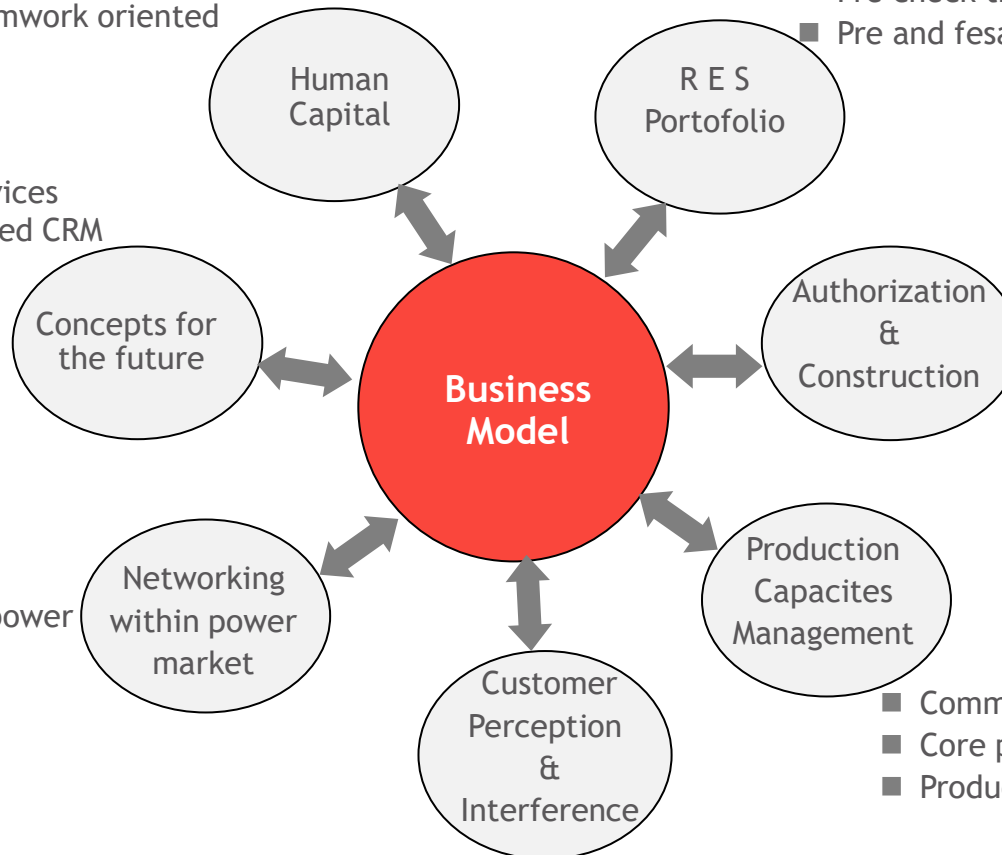 mwork oriented
Pre and fesa
Human
Capital
R E S
Portofolio
vices
ed CRM
Concepts for
the future
Authorization
&
Construction
Business
Model
Networking
within power
market
power
Production
Capacites
Management
Customer
Perception
&
Interference
Comm
Core p
Produ